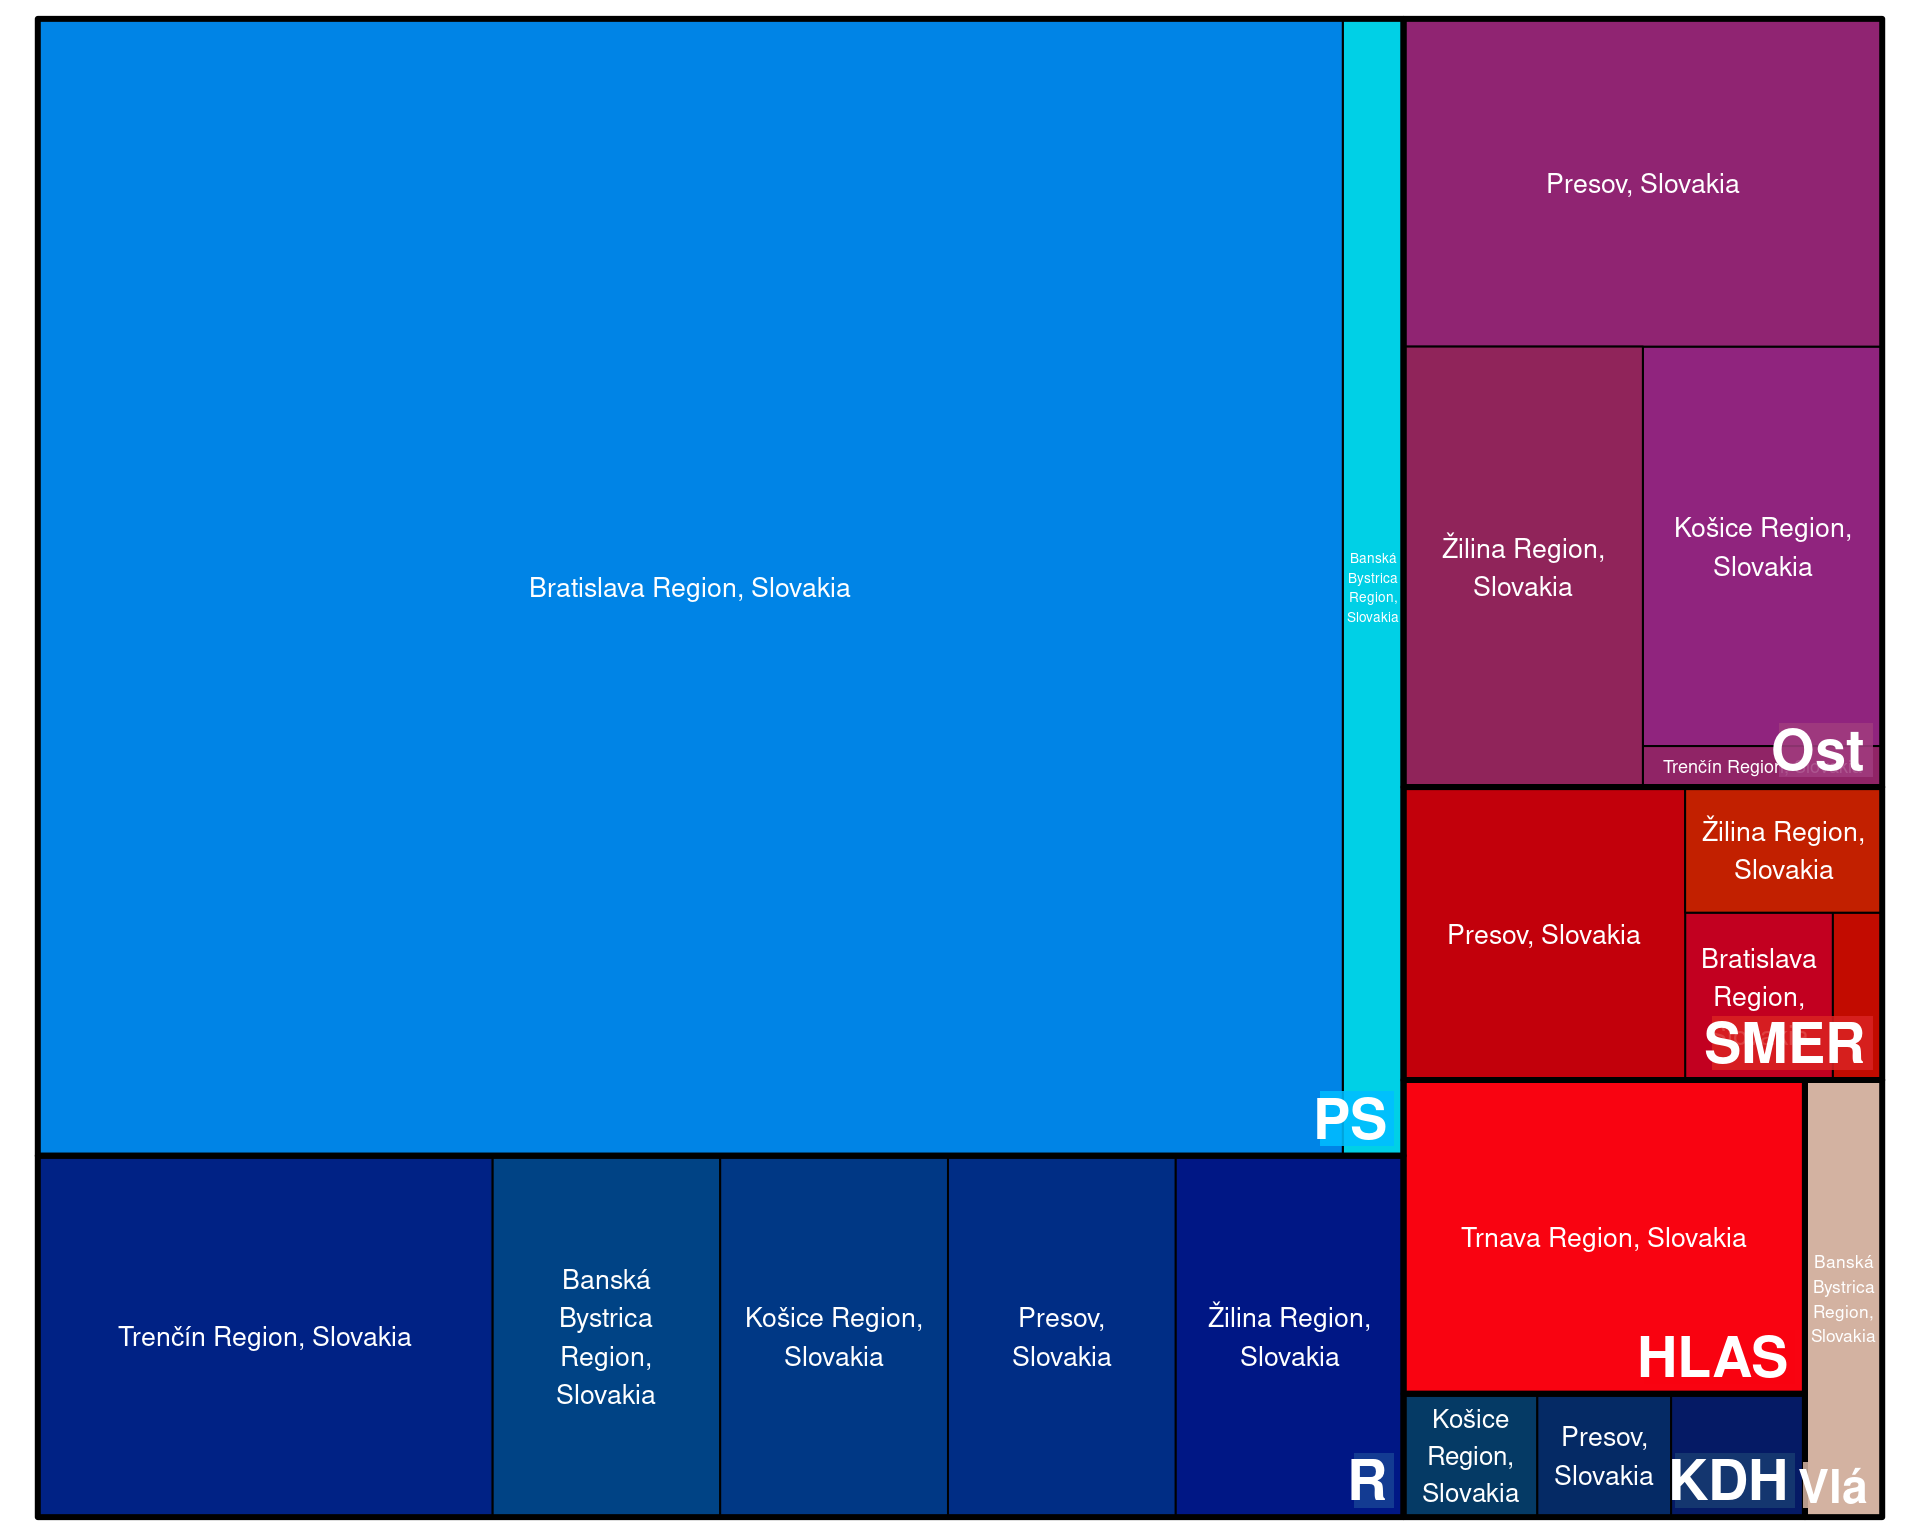 Bratislava Region, Slovakia
Banská
Bystrica
Region,
Slovakia
PS
Trenčín Region, Slovakia
Banská
Bystrica
Region,
Slovakia
Košice Region,
Slovakia
Presov,
Slovakia
Žilina Region,
Slovakia
R
Presov, Slovakia
Žilina Region,
Slovakia
Košice Region,
Slovakia
Trenčín Region, Slovakia
Ost
Presov, Slovakia
Žilina Region,
Slovakia
Bratislava
Region,
SMER
Trnava Region, Slovakia
HLAS
Košice
Region,
Slovakia
Presov,
Slovakia
KDH
Banská
Bystrica
Region,
Slovakia
Vlá